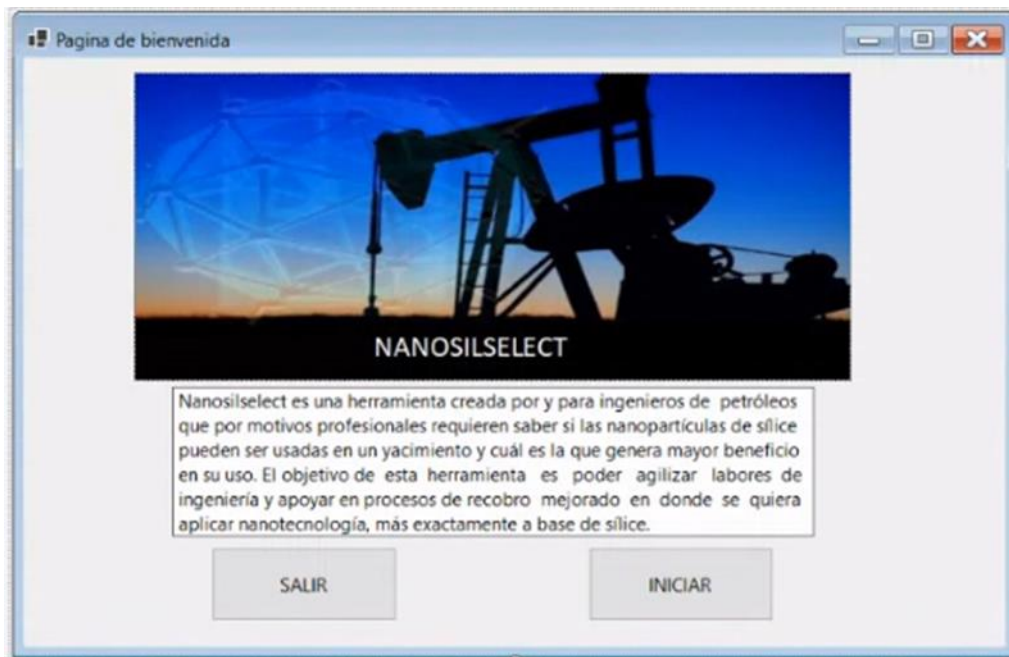 Pagina de bienvenida
NANOSILSELECT
Nanosilselect es una herramienta creada por y para ingenieros de petróleos
que por motivos profesionales requieren saber si las nanopartículas de sílice
pueden ser usadas en un yacimiento y cuál es la que genera mayor beneficio
en su uso. El objetivo de esta herramienta es poder agilizar labores de
ingeniería y apoyar en procesos de recobro mejorado en donde se quiera
aplicar nanotecnología, más exactamente a base de sílice.
SALIR
INICIAR